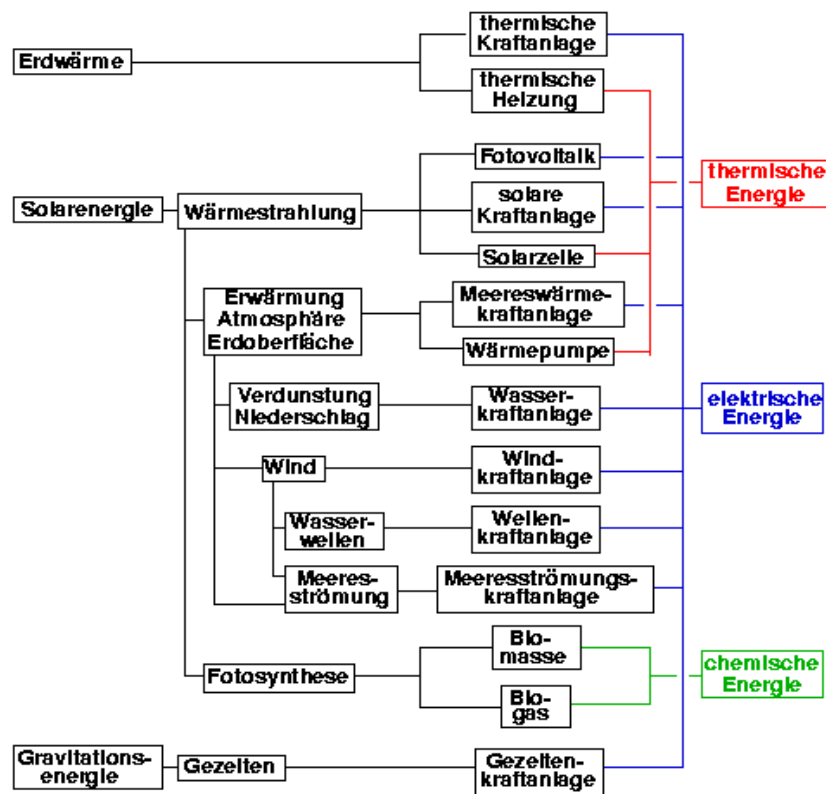 thermische
Kraftanlage
Erdwärme
thermische
Heizung
Fotovoltaik
thermische
Energie
solare
Kraftanlage
Solarenergie
Wärmestrahlung
Solarzelle
Erwärmung
Atmosphäre
Erdoberfläche
Meereswärme-
kraftanlage
Wärmepumpe
Verdunstung
Niederschlag
Wasser-
kraftanlage
elektrische
Energie
Wind
Wind-
kraftanlage
Wasser-
wellen
Wellen-
kraftanlage
Meeres-
strömung
Meeresströmungs-
kraftanlage
Bio-
masse
Fotosynthese
chemische
Energie
Bio-
gas
Gravitations-
energie
Gezeiten
Gezeiten-
kraftanlage